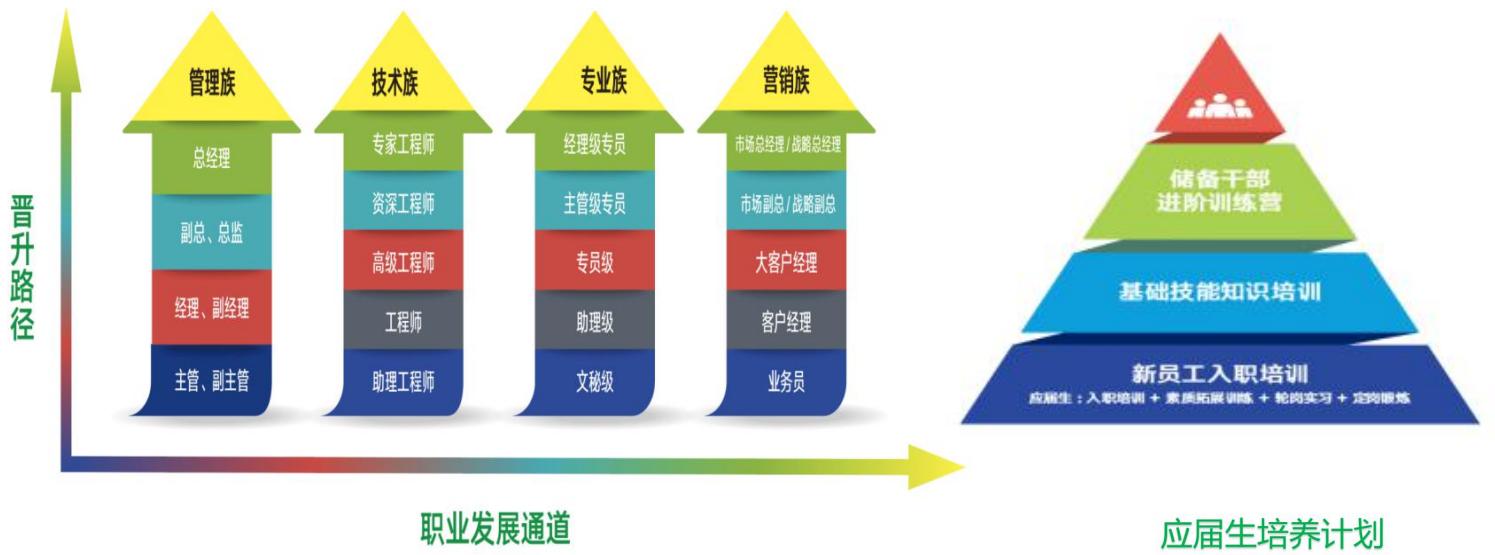 晋升路径
管理族
总经理
副总、总监
经理、副经理
主管、副主管
技术族
专家工程师
资深工程师
高级工程师
工程师
助理工程师
专业族
经理级专员
主管级专员
专员级
助理级
文秘级
营销族
市场总经理/战略总经理
市场副总/战略副总
大客户经理
客户经理
业务员
职业发展通道
储备干部
进阶训练营
基础技能知识培训
新员工入职培训
应届生：入职培训 + 素质拓展训练 + 轮岗实习 + 定岗锻炼
应届生培养计划